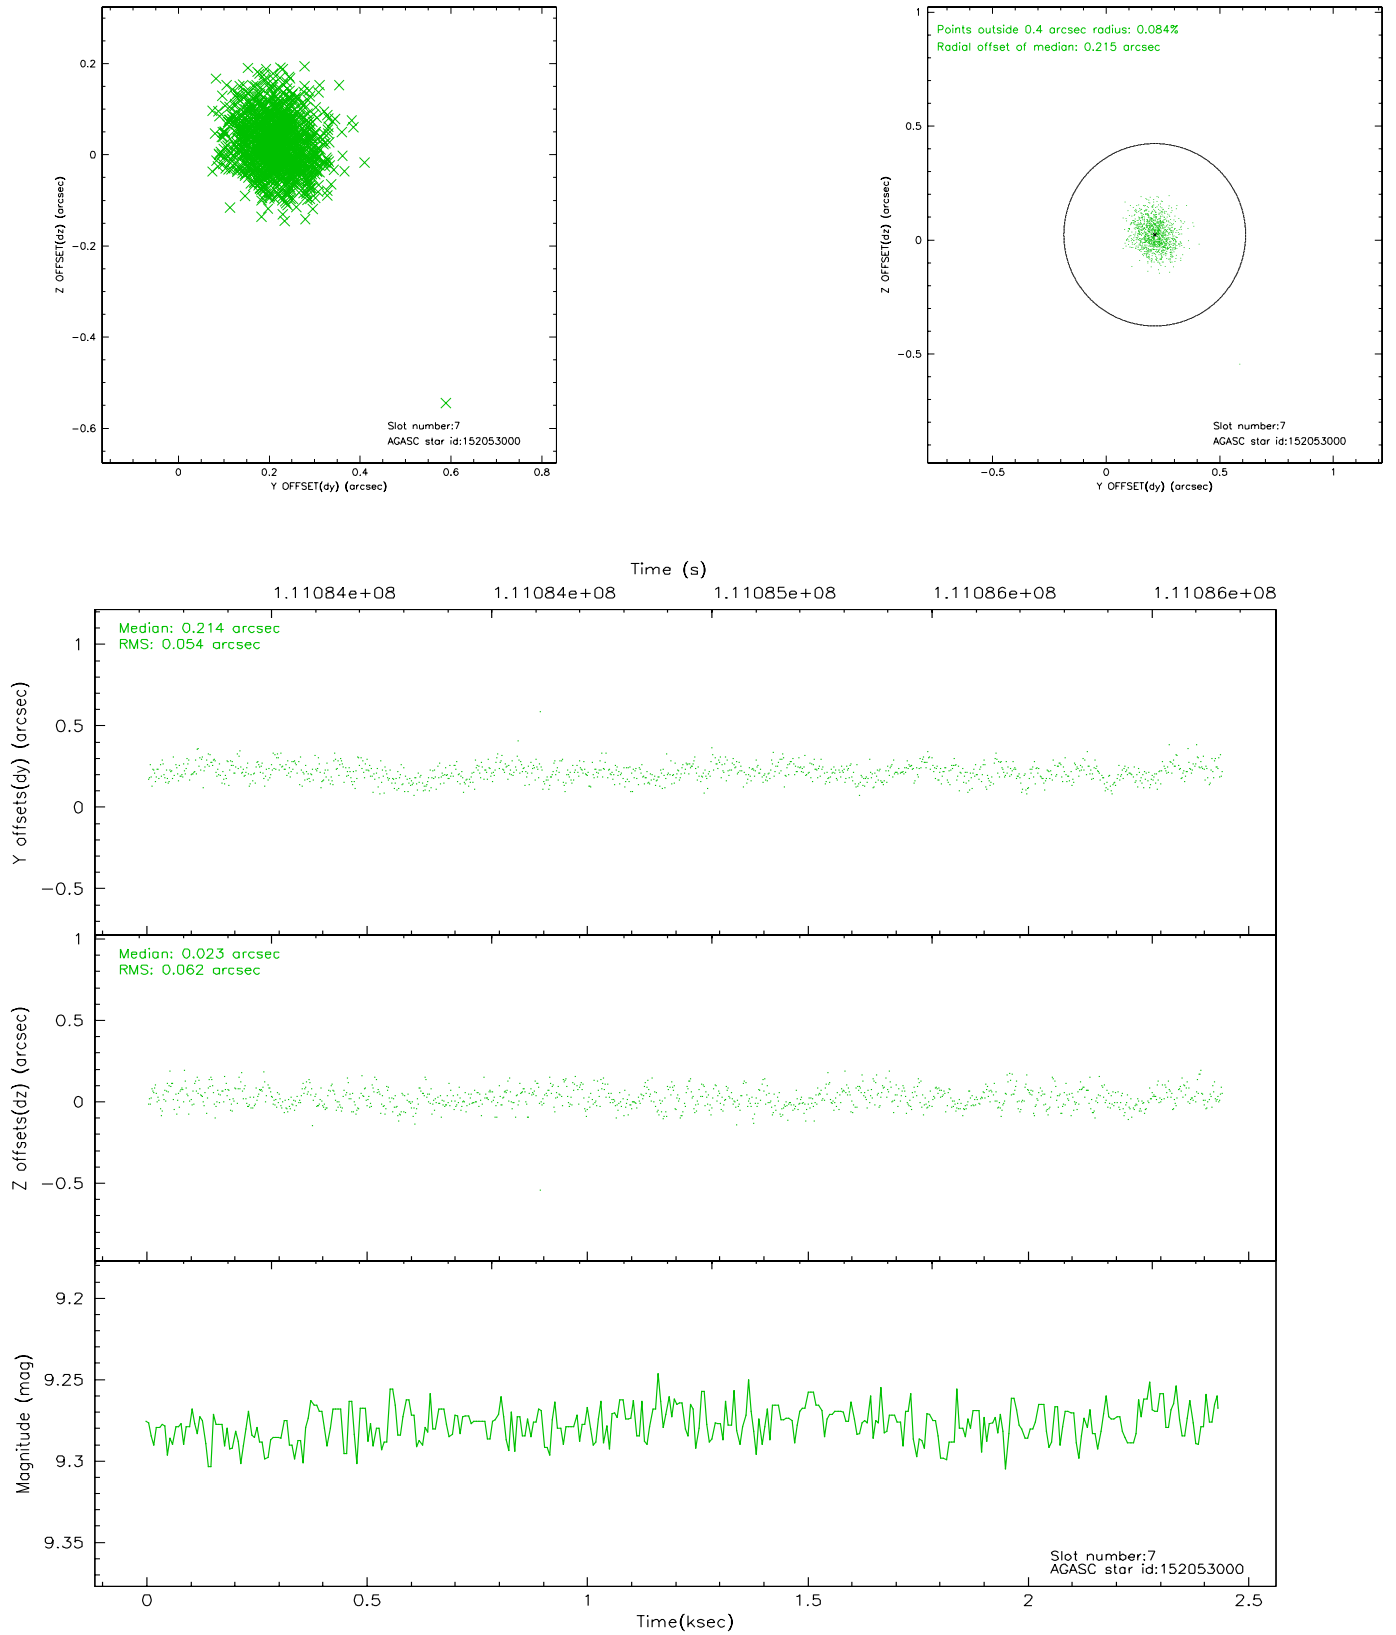 0.2
0
−0.2
−0.4
−0.6
Z OFFSET(dz) (arcsec)
Slot number:7
AGASC star id:152053000
0
0.2
0.4
0.6
0.8
Y OFFSET(dy) (arcsec)
Points outside 0.4 arcsec radius: 0.084%
Radial offset of median: 0.215 arcsec
1
0.5
0
−0.5
Z OFFSET(dz) (arcsec)
Slot number:7
AGASC star id:152053000
−0.5
0
0.5
1
Y OFFSET(dy) (arcsec)
Time (s)
1.11084e+08
1.11084e+08
1.11085e+08
1.11086e+08
1.11086e+08
Median: 0.214 arcsec
RMS: 0.054 arcsec
1
0.5
0
−0.5
Y offsets(dy) (arcsec)
Median: 0.023 arcsec
RMS: 0.062 arcsec
1
0.5
0
−0.5
Z offsets(dz) (arcsec)
9.2
9.25
9.3
9.35
Magnitude (mag)
Slot number:7
AGASC star id:152053000
0
0.5
1
1.5
2
2.5
Time(ksec)